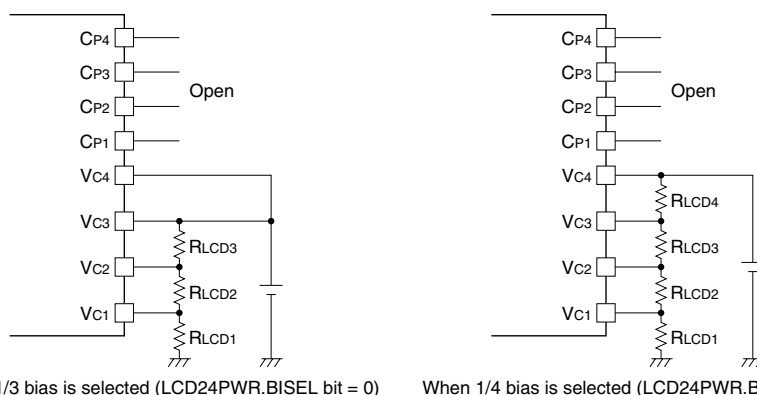 CP4
CP3
CP2
CP1
VC4
VC3
VC2
VC1
Open
RLCD3
RLCD2
RLCD1
1/3 bias is selected (LCD24PWR.BISEL bit = 0)
CP4
CP3
CP2
CP1
VC4
VC3
VC2
VC1
Open
RLCD4
RLCD3
RLCD2
RLCD1
When 1/4 bias is selected (LCD24PWR.B